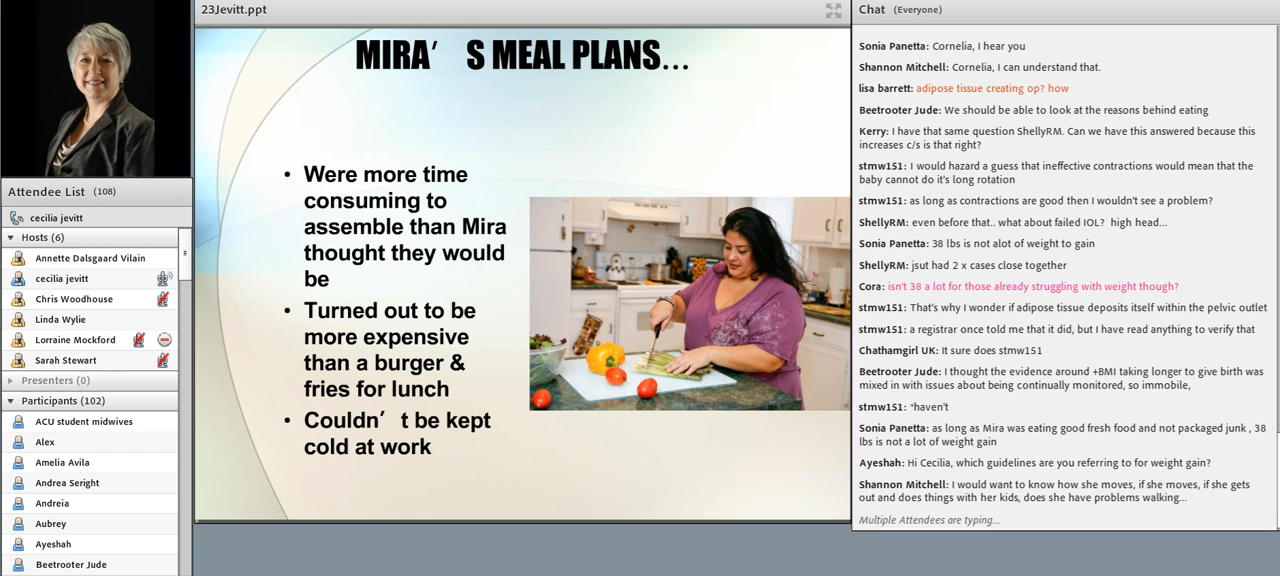 23Jevitt.ppt
MIRA’ S MEAL PLANS…
• Were more time
consuming to
assemble than Mira
thought they would
be
• Turned out to be
more expensive
than a burger &
fries for lunch
• Couldn’ t be kept
cold at work
Attendee List (108)
cecilia jevitt
Hosts (6)
Annette Dalsgaard Vilain
cecilia jevitt
Chris Woodhouse
Linda Wylie
Lorraine Mockford
Sarah Stewart
Presenters (0)
Participants (102)
ACU student midwives
Alex
Amelia Avila
Andrea Seright
Andreia
Aubrey
Ayeshah
Beetrooter Jude
Chat (Everyone)
Sonia Panetta: Cornelia, I hear you
Shannon Mitchell: Cornelia, I can understand that.
lisa barrett: adipose tissue creating op? how
Beetrooter Jude: We should be able to look at the reasons behind eating
Kerry: I have that same question ShellyRM. Can we have this answered because this
increases c/s is that right?
stmw151: I would hazard a guess that ineffective contractions would mean that the
baby cannot do it's long rotation
stmw151: as long as contractions are good then I wouldn't see a problem?
ShellyRM: even before that.. what about failed IOL? high head...
Sonia Panetta: 38 lbs is not alot of weight to gain
ShellyRM: jsut had 2 x cases close together
Cora: isn't 38 a lot for those already struggling with weight though?
stmw151: That's why I wonder if adipose tissue deposits itself within the pelvic outlet
stmw151: a registrar once told me that it did, but I have read anything to verify that
Chathamgirl UK: It sure does stmw151
Beetrooter Jude: I thought the evidence around +BMI taking longer to give birth was
mixed in with issues about being continually monitored, so immobile,
stmw151: *haven't
Sonia Panetta: as long as Mira was eating good fresh food and not packaged junk , 38
lbs is not a lot of weight gain
Ayeshah: Hi Cecilia, which guidelines are you referring to for weight gain?
Shannon Mitchell: I would want to know how she moves, if she moves, if she gets
out and does things with her kids, does she have problems walking...
Multiple Attendees are typing...